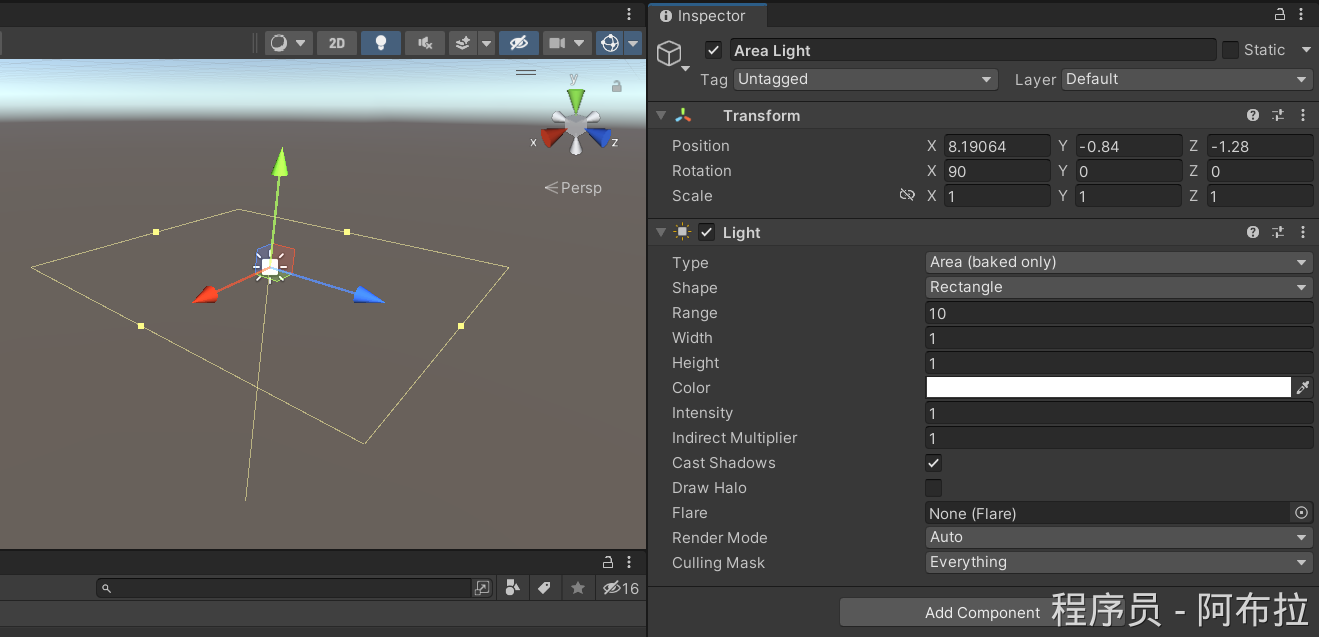 Inspector
2D
Area Light
Static
Tag Untagged Layer Default
Transform
Position X 8.19064 Y -0.84 Z -1.28
Rotation X 90 Y 0 Z 0
Scale X 1 Y 1 Z 1
y
x z
Persp
Light
Type Area (baked only)
Shape Rectangle
Range 10
Width 1
Height 1
Color
Intensity 1
Indirect Multiplier 1
Cast Shadows
Draw Halo
Flare None (Flare)
Render Mode Auto
Culling Mask Everything
16
Add Component
程序员 - 阿布拉